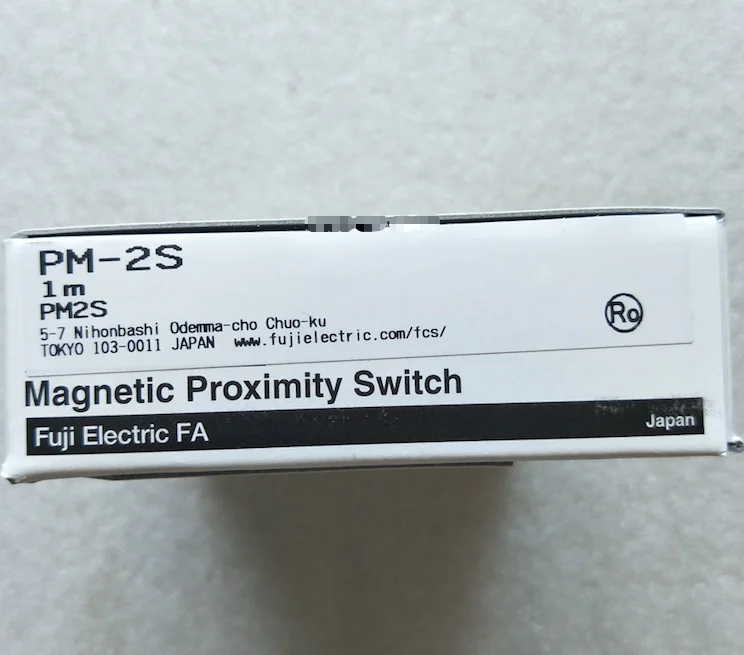 PM-2S
1m
PM2S
5-7 Nihonbashi Odemma-cho Chuo-ku
TOKYO 103-0011 JAPAN www.fujielectric.com/fcs/
Ro
Magnetic Proximity Switch
Fuji Electric FA
Japan